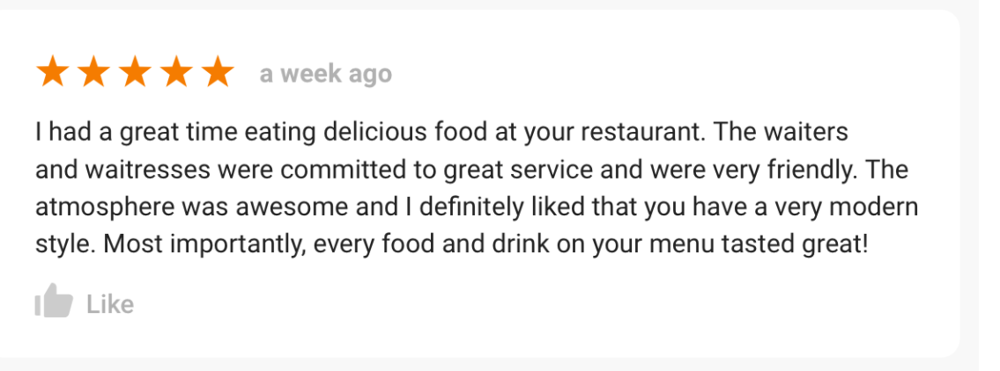 a week ago
I had a great time eating delicious food at your restaurant. The waiters
and waitresses were committed to great service and were very friendly. The
atmosphere was awesome and I definitely liked that you have a very modern
style. Most importantly, every food and drink on your menu tasted great!
Like